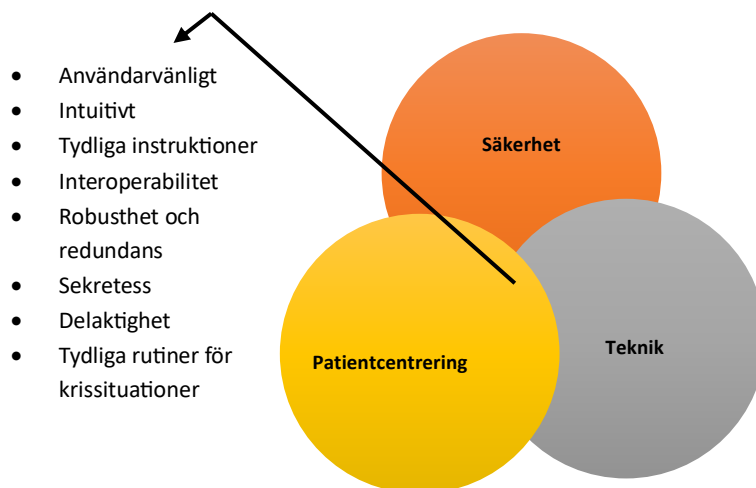 • Användarvänligt
• Intuitivt
• Tydliga instruktioner
• Interoperabilitet
• Robusthet och
redundans
• Sekretess
• Delaktighet
• Tydliga rutiner för
krissituationer
Säkerhet
Patientcentrering
Teknik